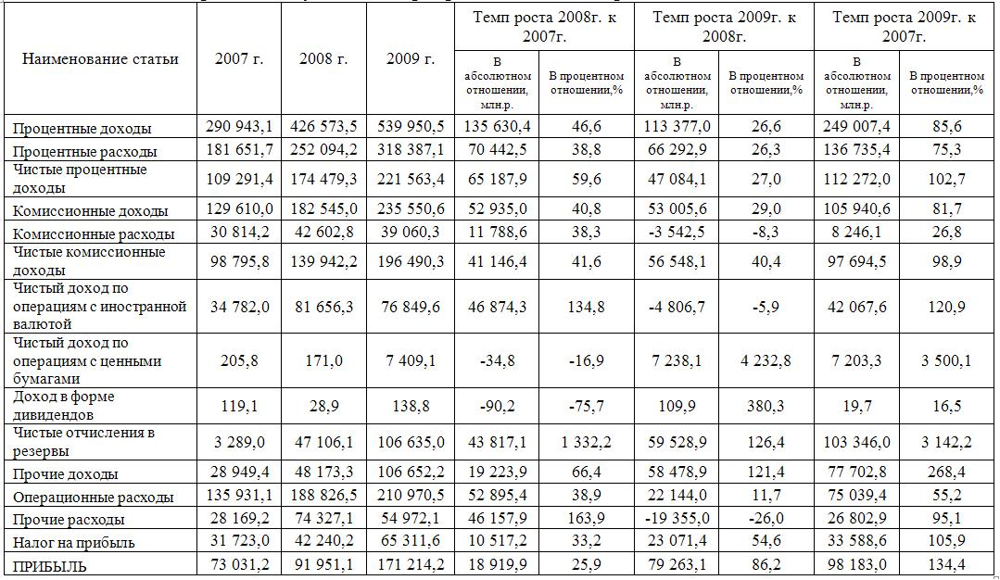 Наименование статьи 2007 г. 2008 г. 2009 г. Темп роста 2008г. к 2007г. Темп роста 2009г. к 2008г. Темп роста 2009г. к 2007г.
В абсолютном отношении, млн.р. В процентном отношении,% В абсолютном отношении, млн.р. В процентном отношении,% В абсолютном отношении, млн.р. В процентном отношении,%
Процентные доходы 290 943,1 426 573,5 539 950,5 135 630,4 46,6 113 377,0 26,6 249 007,4 85,6
Процентные расходы 181 651,7 252 094,2 318 387,1 70 442,5 38,8 66 292,9 26,3 136 735,4 75,3
Чистые процентные доходы 109 291,4 174 479,3 221 563,4 65 187,9 59,6 47 084,1 27,0 112 272,0 102,7
Комиссионные доходы 129 610,0 182 545,0 235 550,6 52 935,0 40,8 53 005,6 29,0 105 940,6 81,7
Комиссионные расходы 30 814,2 42 602,8 39 060,3 11 788,6 38,3 -3 542,5 -8,3 8 246,1 26,8
Чистые комиссионные доходы 98 795,8 139 942,2 196 490,3 41 146,4 41,6 56 548,1 40,4 97 694,5 98,9
Чистый доход по операциям с иностранной валютой 34 782,0 81 656,3 76 849,6 46 874,3 134,8 -4 806,7 -5,9 42 067,6 120,9
Чистый доход по операциям с ценными бумагами 205,8 171,0 7 409,1 -34,8 -16,9 7 238,1 4 232,8 7 203,3 3 500,1
Доход в форме дивидендов 119,1 28,9 138,8 -90,2 -75,7 109,9 380,3 19,7 16,5
Чистые отчисления в резервы 3 289,0 47 106,1 106 635,0 43 817,1 1 332,2 59 528,9 126,4 103 346,0 3 142,2
Прочие доходы 28 949,4 48 173,3 106 652,2 19 223,9 66,4 58 478,9 121,4 77 702,8 268,4
Операционные расходы 135 931,1 188 826,5 210 970,5 52 895,4 38,9 22 144,0 11,7 75 039,4 55,2
Прочие расходы 28 169,2 74 327,1 54 972,1 46 157,9 163,9 -19 355,0 -26,0 26 802,9 95,1
Налог на прибыль 31 723,0 42 240,2 65 311,6 10 517,2 33,2 23 071,4 54,6 33 588,6 105,9
ПРИБЫЛЬ 73 031,2 91 951,1 171 214,2 18 919,9 25,9 79 263,1 86,2 98 183,0 134,4